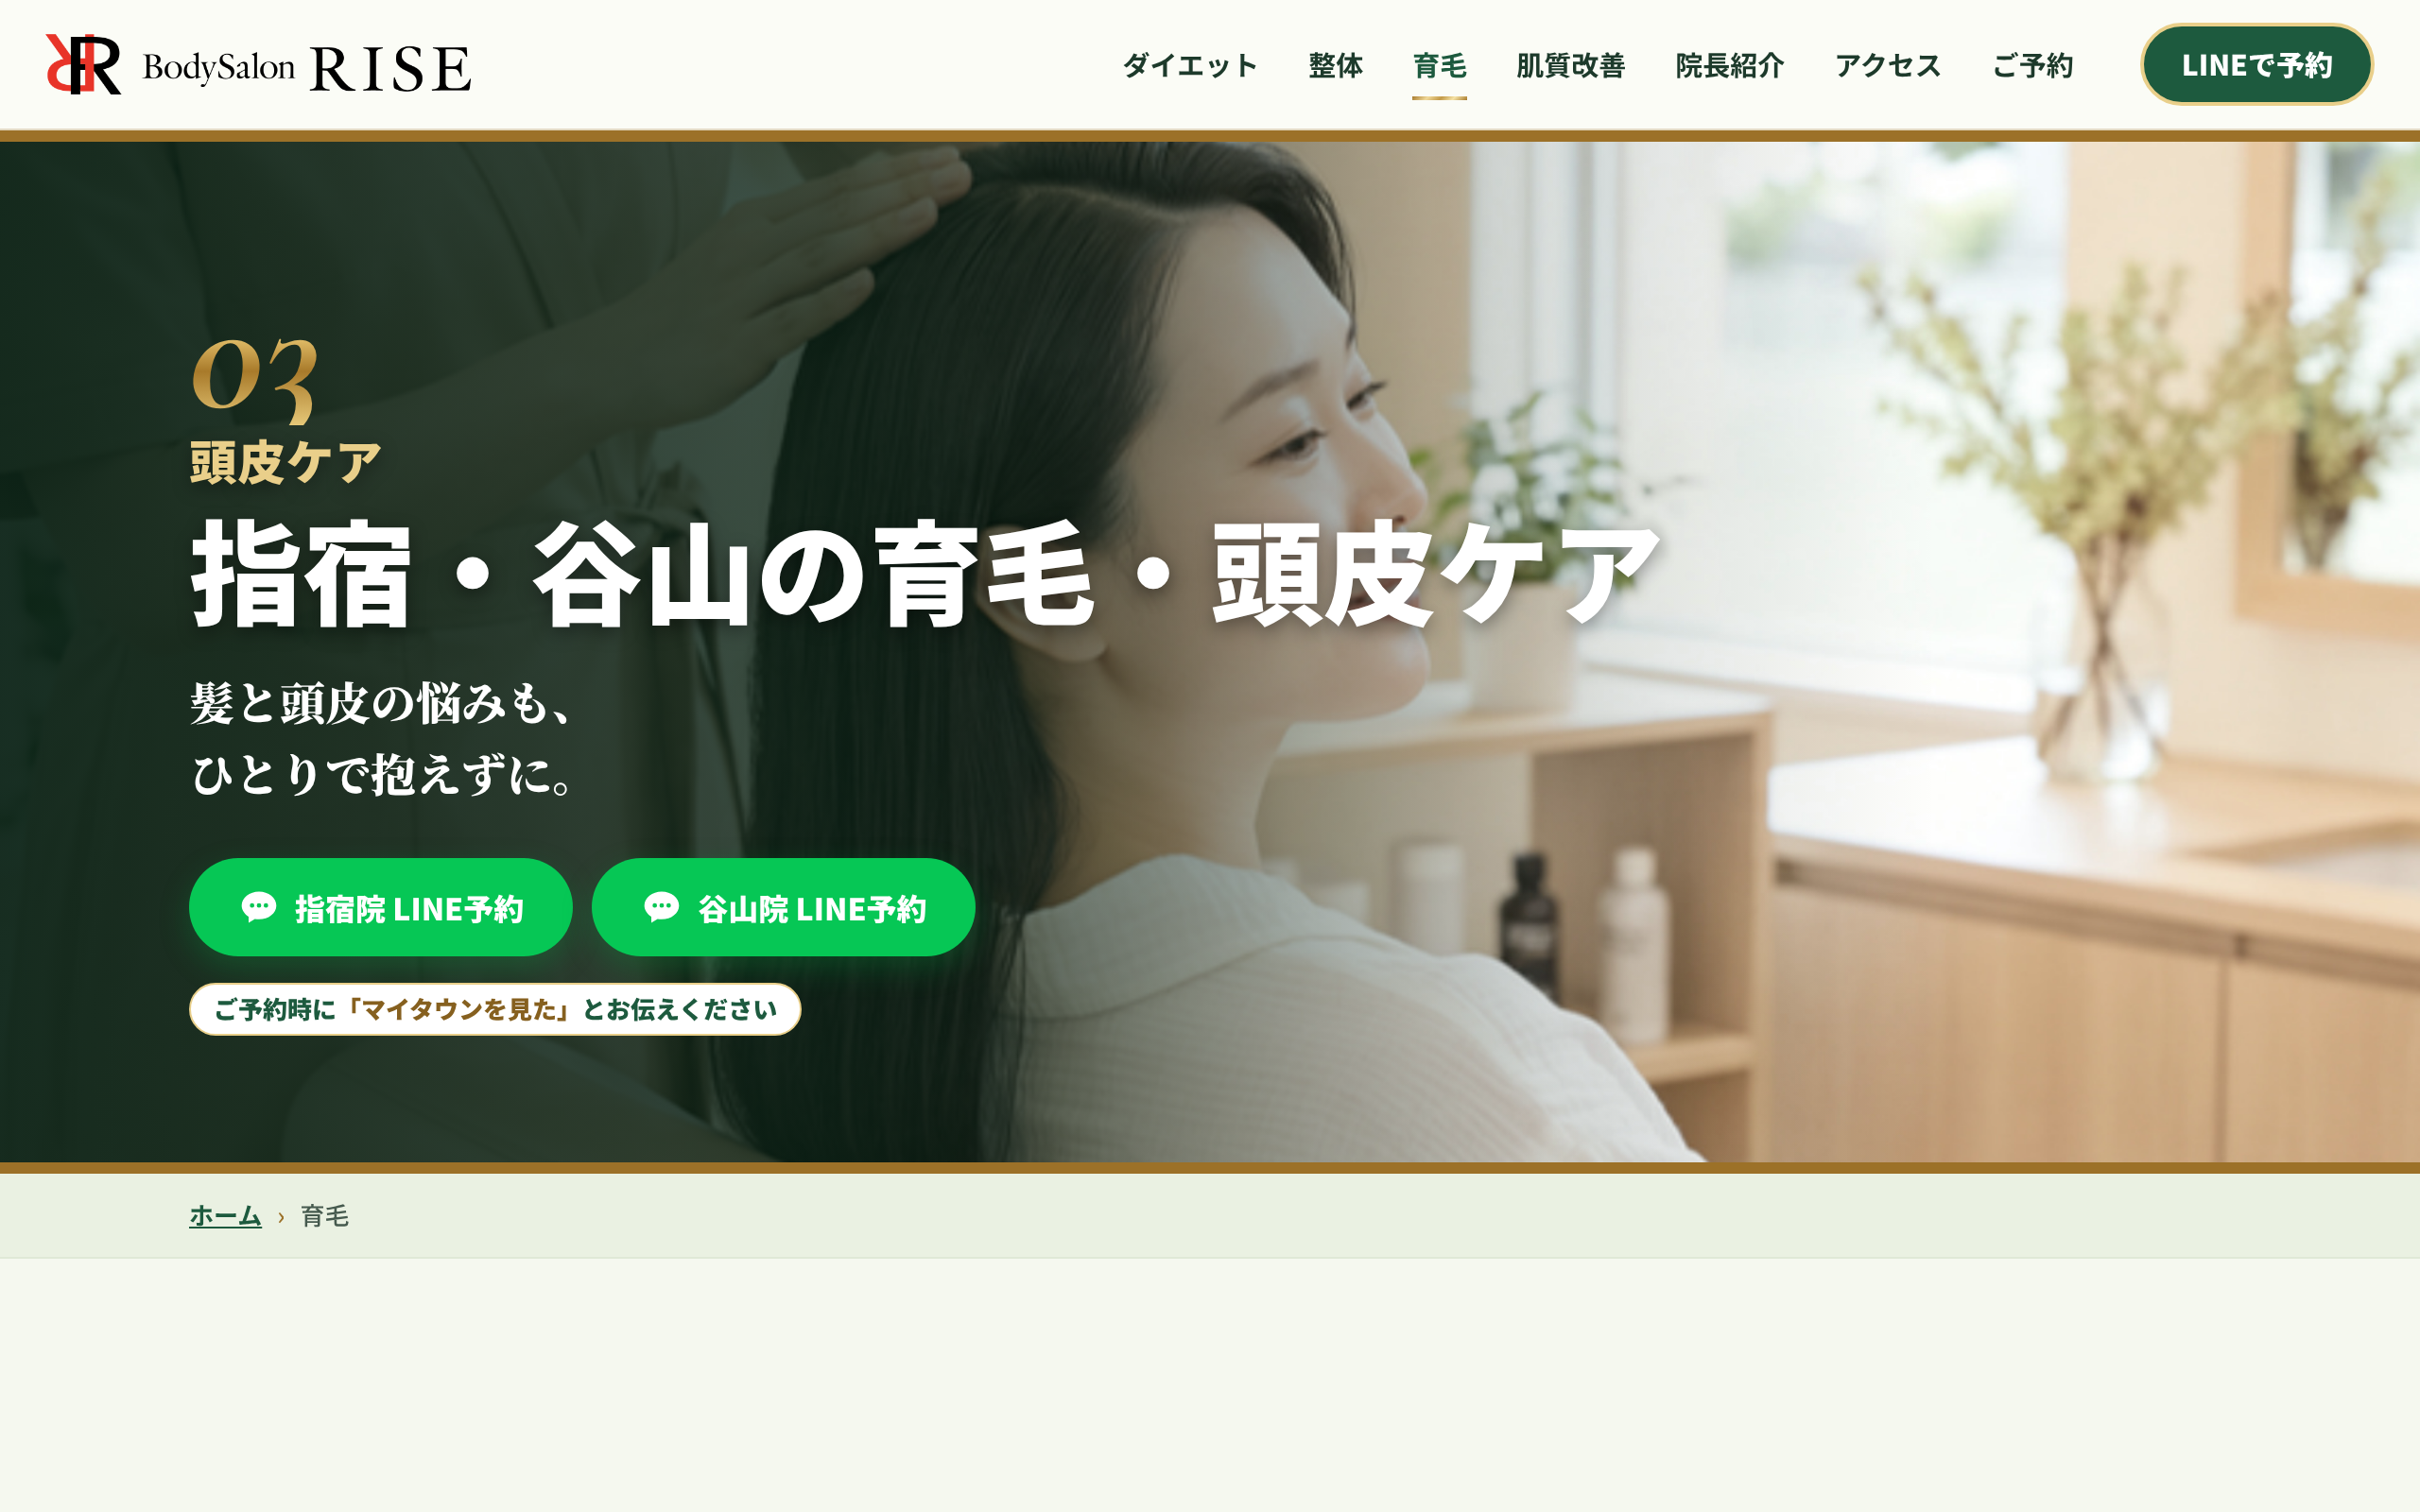 BodySalon RISE
ダイエット 整体 育毛 肌質改善 院長紹介 アクセス ご予約 LINEで予約
03
頭皮ケア
指宿・谷山の育毛・頭皮ケア
髪と頭皮の悩みも、
ひとりで抱えずに。
指宿院 LINE予約 谷山院 LINE予約
ご予約時に「マイタウンを見た」とお伝えください
ホーム › 育毛